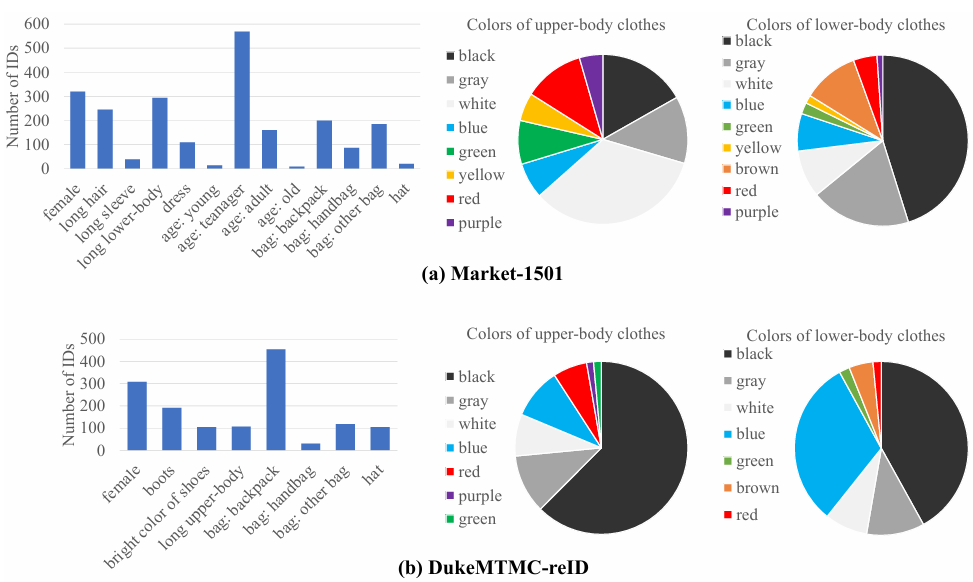 Number of IDs
600
500
400
300
200
100
0
female
long hair
long sleeve
long lower-body
dress
age: young
age: teanager
age: adult
age: old
bag: backpack
bag: handbag
bag: other bag
hat
Colors of upper-body clothes
black
gray
white
blue
green
yellow
red
purple
Colors of lower-body clothes
black
gray
white
blue
green
yellow
brown
red
purple
(a) Market-1501
Number of IDs
500
400
300
200
100
0
female
boots
bright color of shoes
long upper-body
bag: backpack
bag: handbag
bag: other bag
hat
Colors of upper-body clothes
black
gray
white
blue
red
purple
green
Colors of lower-body clothes
black
gray
white
blue
green
brown
red
(b) DukeMTMC-reID